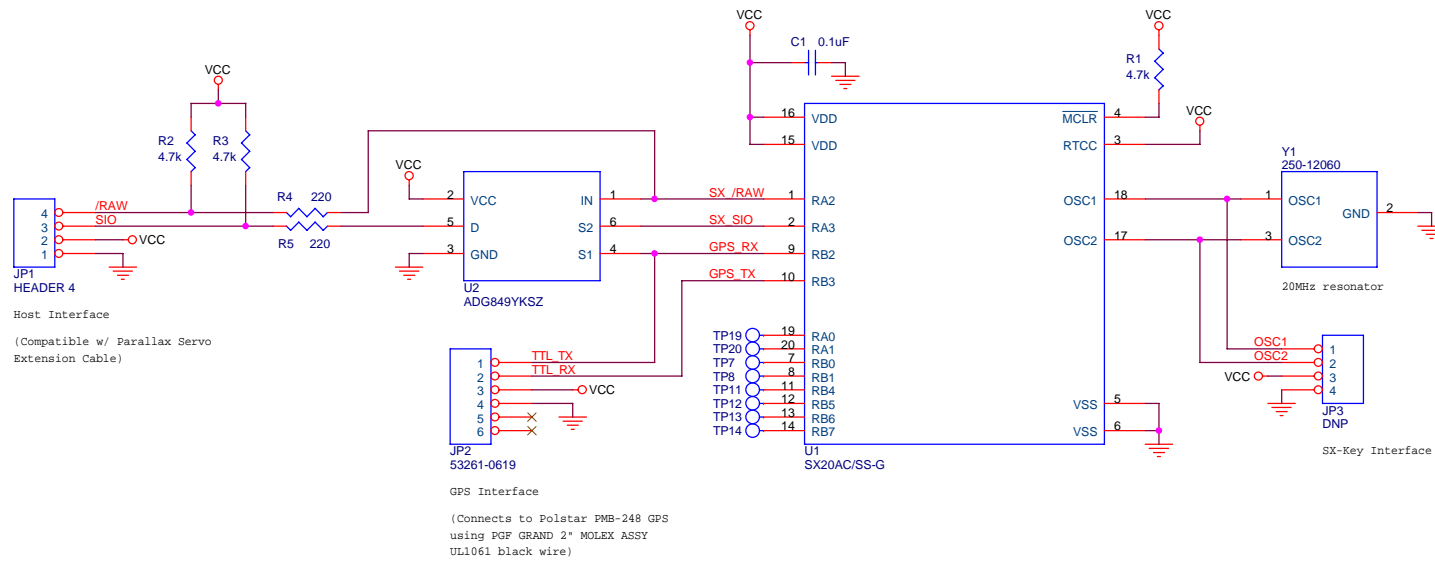 VCC
C1 0.1uF
VCC
R1
4.7k
VCC
R2
4.7k
R3
4.7k
VCC
R4 220
R5 220
4 /RAW
3 SIO
2 VCC
1
JP1
HEADER 4
Host Interface
(Compatible w/ Parallax Servo
Extension Cable)
2 VCC
5 D
3 GND
IN 1
S2 6
S1 4
U2
ADG849YKSZ
SX_/RAW
SX_SIO
GPS_RX
GPS_TX
16 VDD
15 VDD
1 RA2
2 RA3
9 RB2
10 RB3
TP19 19 RA0
TP20 20 RA1
TP7 7 RB0
TP8 8 RB1
TP11 11 RB4
TP12 12 RB5
TP13 13 RB6
TP14 14 RB7
MCLR 4
RTCC 3
VCC
OSC1 18
OSC2 17
VSS 5
VSS 6
U1
SX20AC/SS-G
Y1
250-12060
1 OSC1
3 OSC2
GND 2
20MHz resonator
OSC1 1
OSC2 2
VCC 3
4
JP3
DNP
SX-Key Interface
1 TTL_TX
2 TTL_RX
3 VCC
4
5
6
JP2
53261-0619
GPS Interface
(Connects to Polstar PMB-248 GPS
using PGF GRAND 2" MOLEX ASSY
UL1061 black wire)